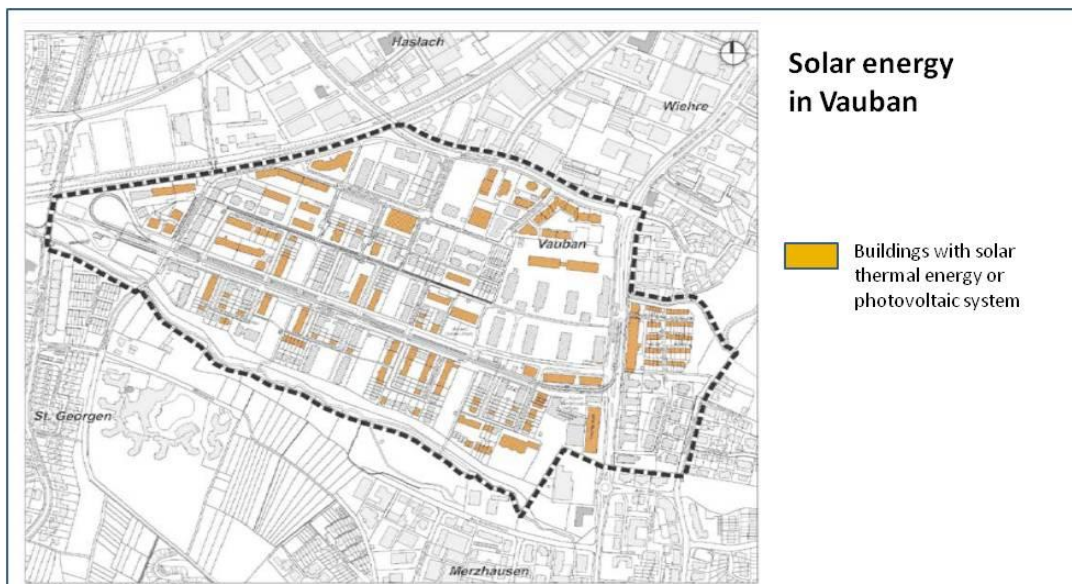 Solar energy
in Vauban
Haslach
Wiehre
Vauban
Buildings with solar
thermal energy or
photovoltaic system
St. Georgen
Merzhausen